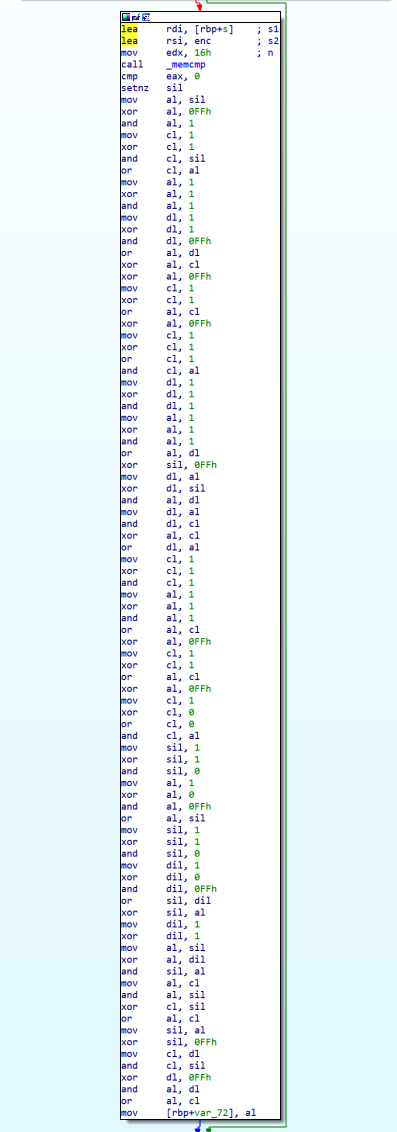 lea rdi, [rbp+s] ; s1
lea rsi, enc ; s2
mov edx, 16h ; n
call _memcmp
cmp eax, 0
setnz sil
mov al, sil
xor al, 0FFh
and al, 1
mov cl, 1
xor cl, 1
and cl, sil
or cl, al
mov al, 1
xor al, 1
and al, 1
mov dl, 1
xor dl, 1
and dl, 0FFh
or al, dl
xor al, cl
xor al, 0FFh
mov cl, 1
xor cl, 1
or al, cl
xor al, 0FFh
mov cl, 1
xor cl, 1
or cl, 1
and cl, al
mov dl, 1
xor dl, 1
and dl, 1
mov al, 1
xor al, 1
and al, 1
or al, dl
xor sil, 0FFh
mov dl, al
xor dl, sil
and al, dl
mov dl, al
and dl, cl
xor al, cl
or dl, al
mov cl, 1
xor cl, 1
and cl, 1
mov al, 1
xor al, 1
and al, 1
or al, cl
xor al, 0FFh
mov cl, 1
xor cl, 1
or al, cl
xor al, 0FFh
mov cl, 1
xor cl, 0
or cl, 0
and cl, al
mov sil, 1
xor sil, 1
and sil, 0
mov al, 1
xor al, 0
and al, 0FFh
or al, sil
mov sil, 1
xor sil, 1
and sil, 0
mov dil, 1
xor dil, 0
and dil, 0FFh
or sil, dil
xor sil, al
mov dil, 1
xor dil, 1
mov al, sil
xor al, dil
and sil, al
mov al, cl
and al, sil
xor cl, sil
or al, cl
mov sil, al
xor sil, 0FFh
mov cl, dl
and cl, sil
xor dl, 0FFh
and al, dl
or al, cl
mov [rbp+var_72], al